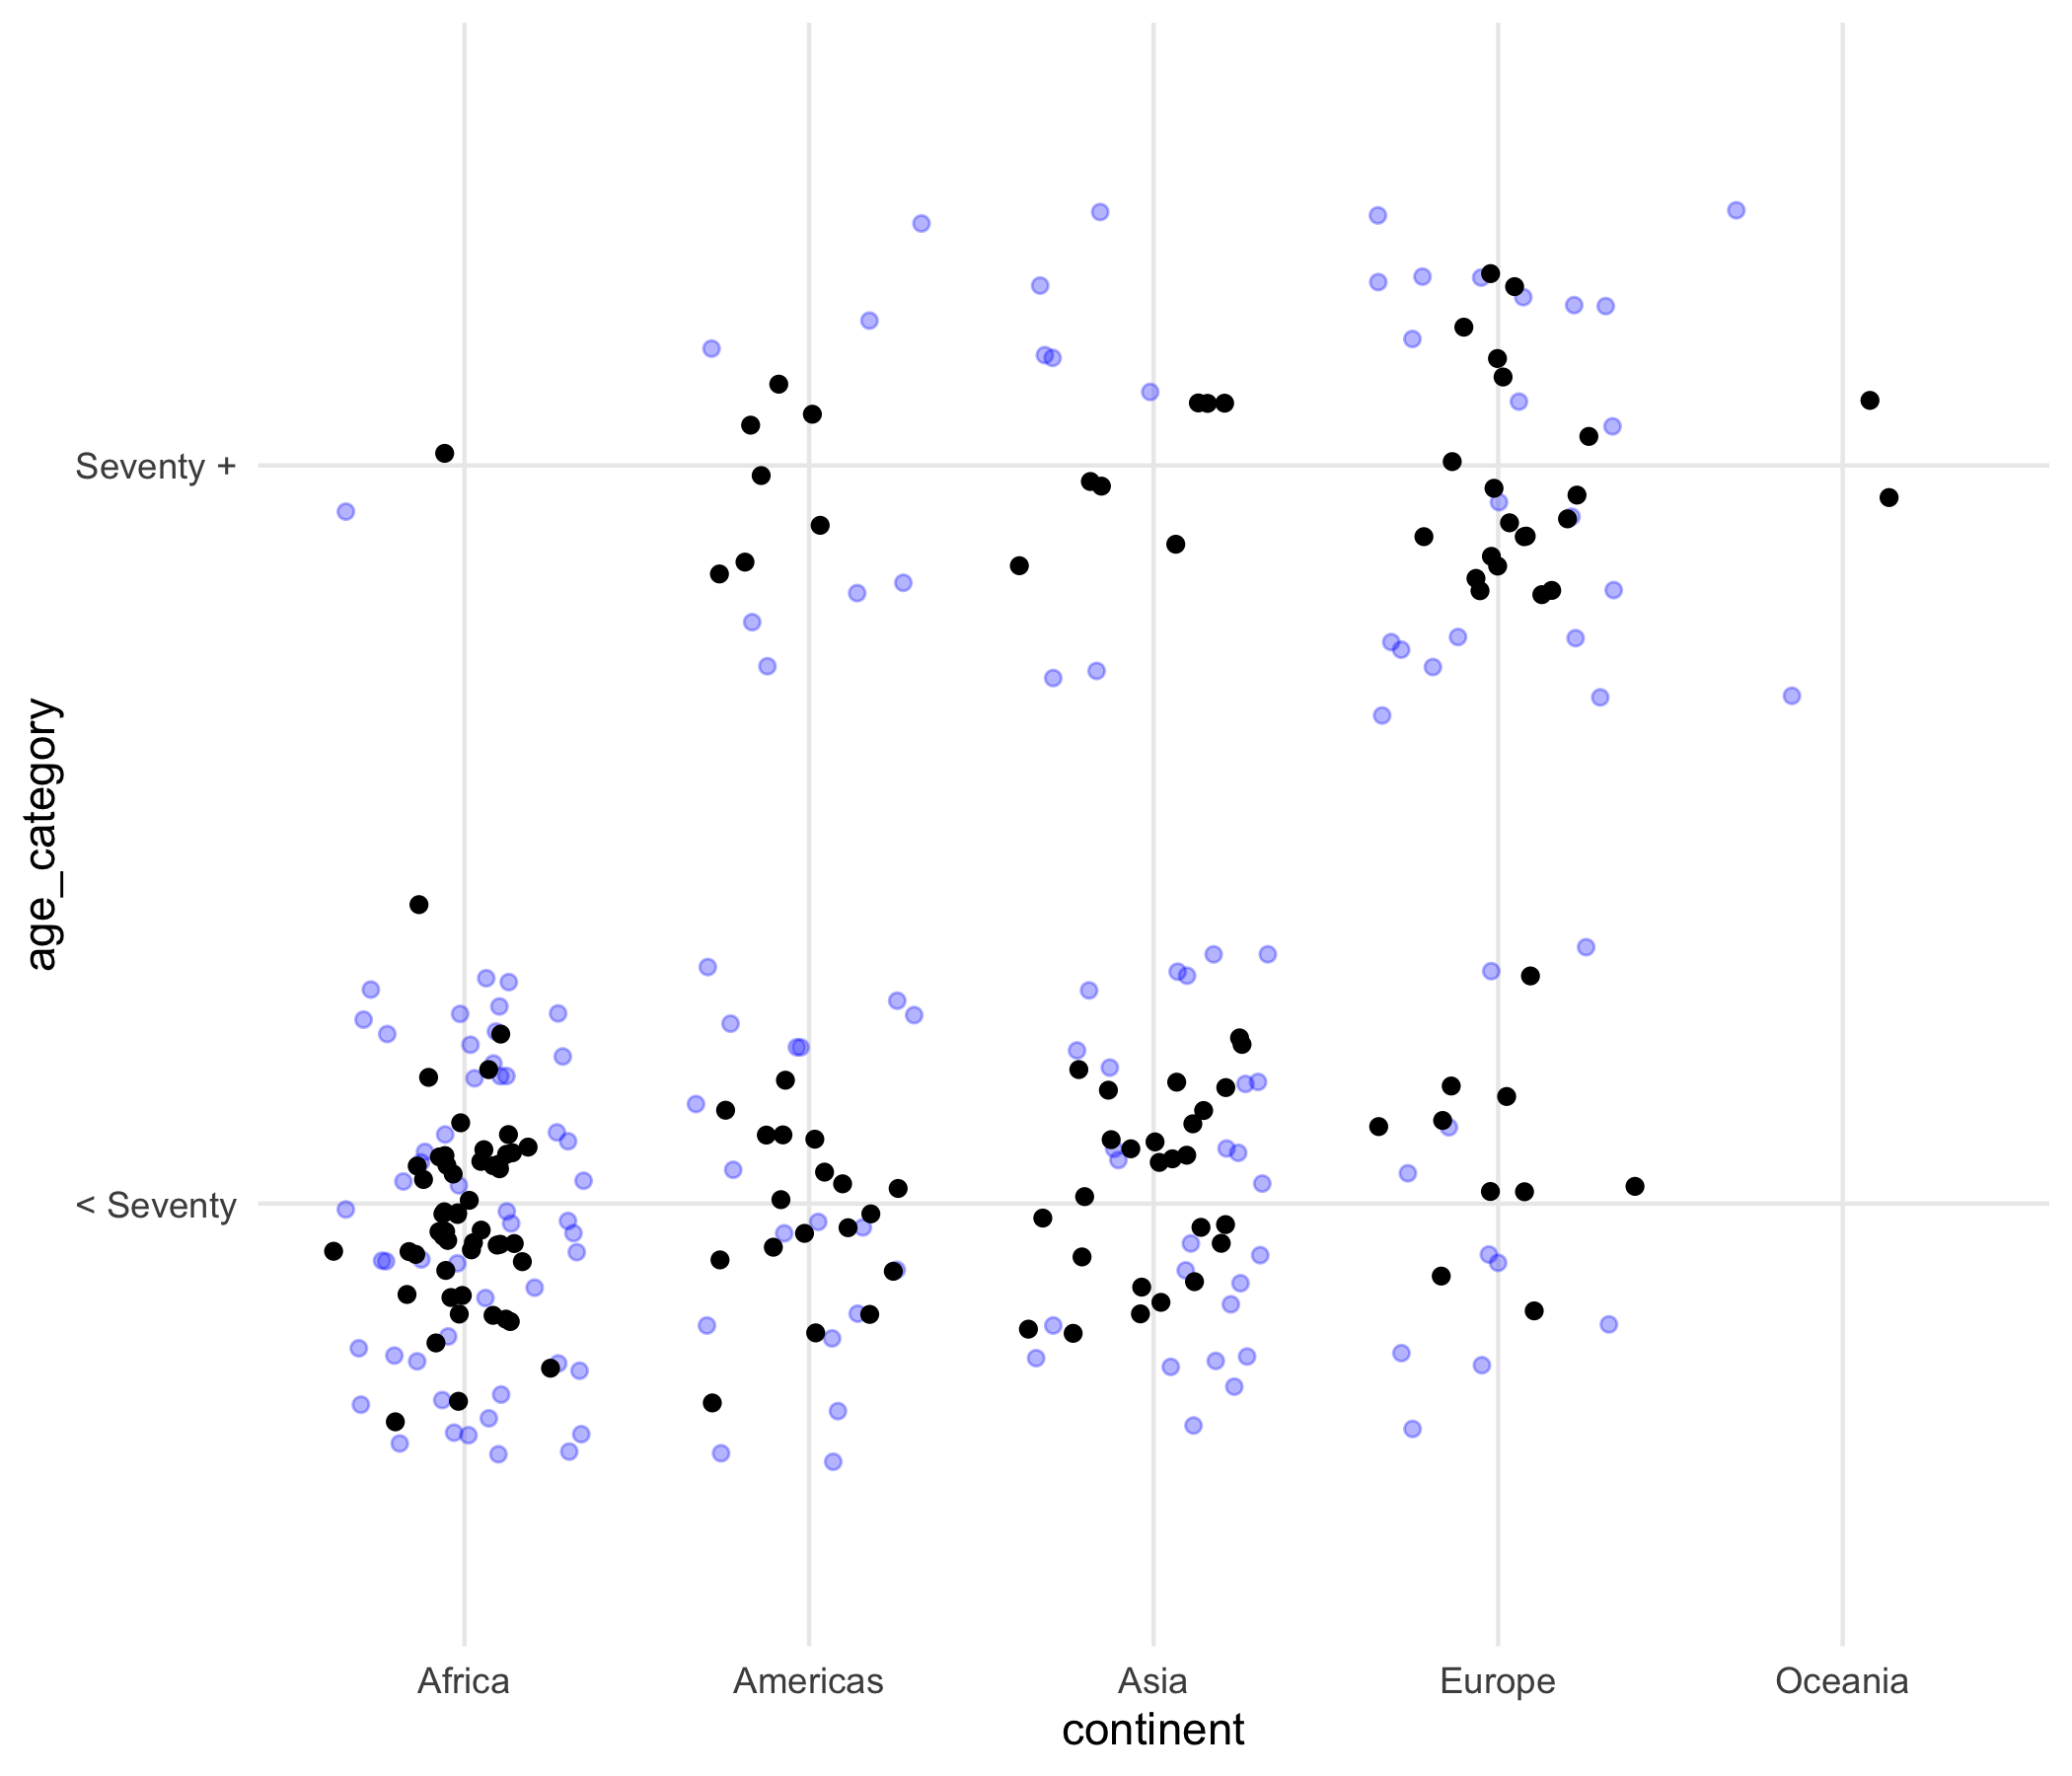 Seventy +
< Seventy
age_category
Africa
Americas
Asia
Europe
Oceania
continent